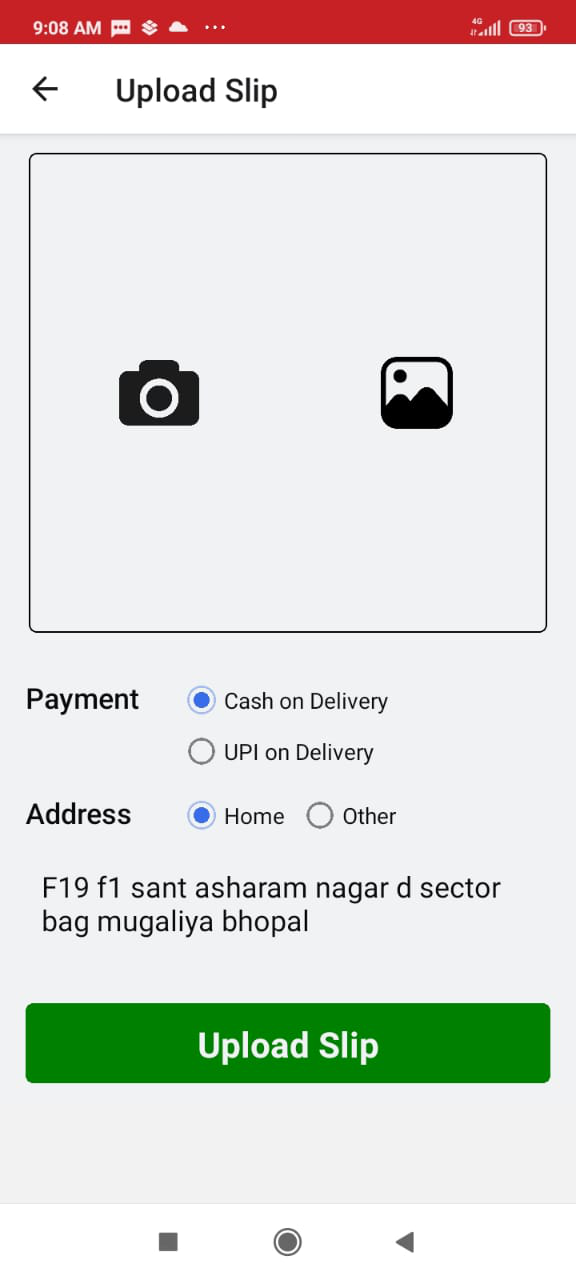 9:08 AM
4G
93
Upload Slip
Payment
Cash on Delivery
UPI on Delivery
Address
Home
Other
F19 f1 sant asharam nagar d sector
bag mugaliya bhopal
Upload Slip